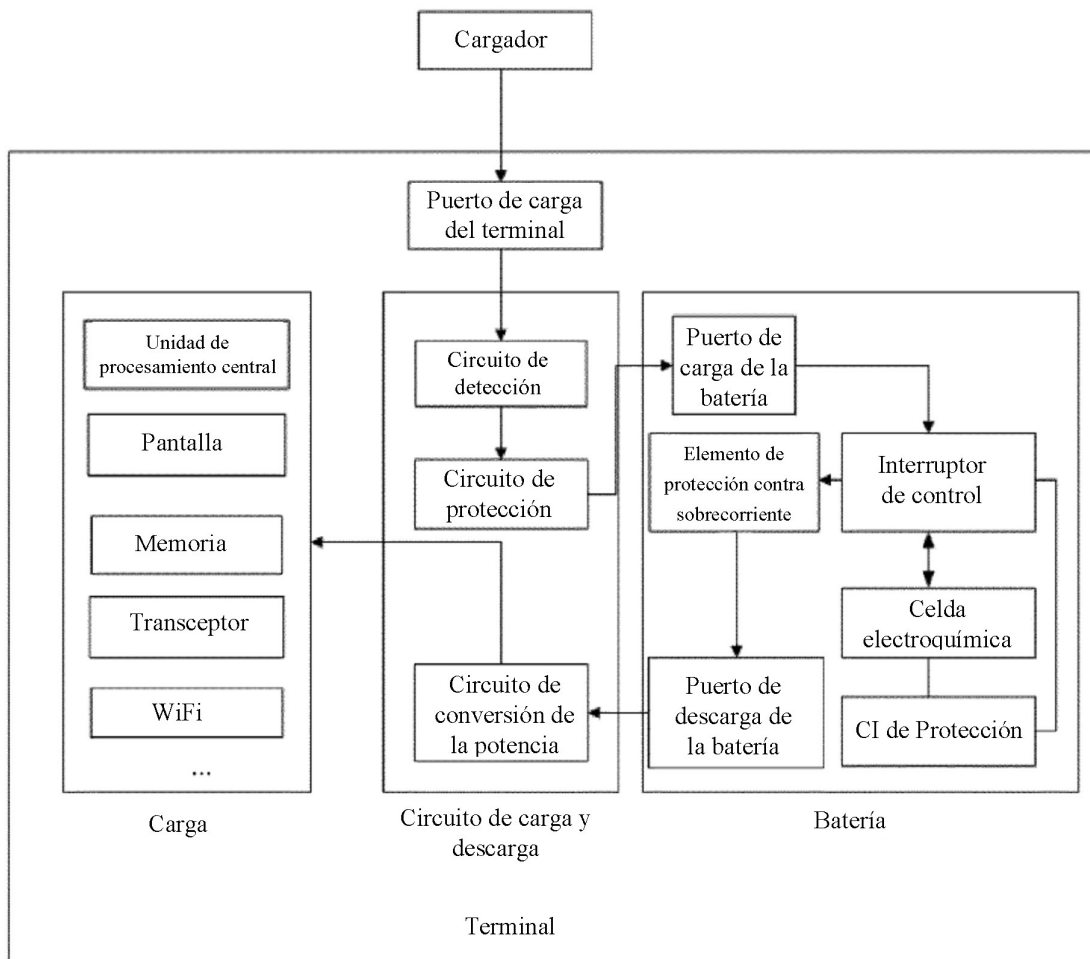 Cargador
Puerto de carga
del terminal
Unidad de
procesamiento central
Pantalla
Memoria
Transceptor
WiFi
...
Carga
Circuito de
detección
Circuito de
protección
Circuito de
conversión de
la potencia
Circuito de carga y
descarga
Puerto de
carga de la
batería
Elemento de
protección contra
sobrecorriente
Interruptor
de control
Celda
electroquímica
Puerto de
descarga de
la batería
CI de Protección
Batería
Terminal